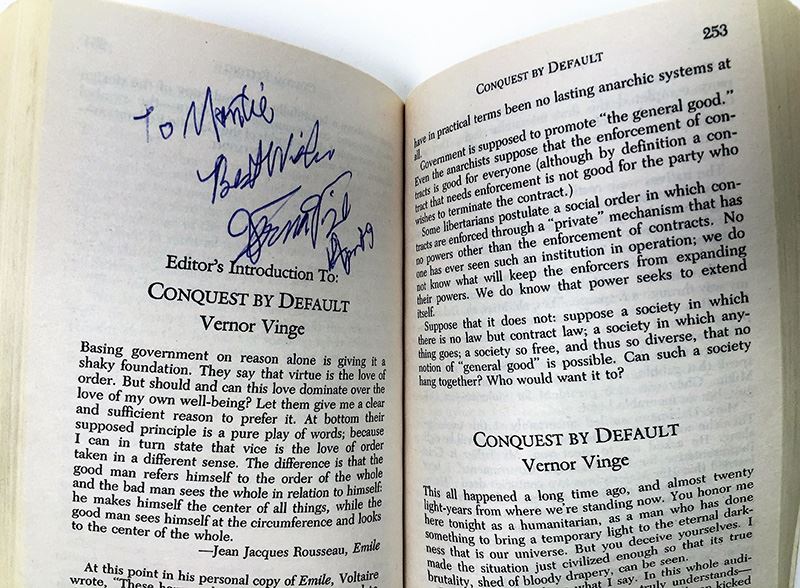 To Montie
Best Wishes
Editor's Introduction To:
CONQUEST BY DEFAULT
Vernor Vinge
Basing government on reason alone is giving it a
shaky foundation. They say that virtue is the love of
order. But should and can this love dominate over the
love of my own well-being? Let them give me a clear
and sufficient reason to prefer it. At bottom their
supposed principle is a pure play of words; because
I can in turn state that vice is the love of order
taken in a different sense. The difference is that the
good man refers himself to the order of the whole
and the bad man sees the whole in relation to himself:
he makes himself the center of all things, while the
good man sees himself at the circumference and looks
to the center of the whole.
—Jean Jacques Rousseau, Emile
At this point in his personal copy of Emile, Voltaire
wrote, "These
253
CONQUEST BY DEFAULT
have in practical terms been no lasting anarchic systems at
all.
Government is supposed to promote "the general good."
Even the anarchists suppose that the enforcement of con-
tracts is good for everyone (although by definition a con-
tract that needs enforcement is not good for the party who
wishes to terminate the contract.)
Some libertarians postulate a social order in which con-
tracts are enforced through a "private" mechanism that has
no powers other than the enforcement of contracts. No
one has ever seen such an institution in operation; we do
not know what will keep the enforcers from expanding
their powers. We do know that power seeks to extend
itself.
Suppose that it does not: suppose a society in which
there is no law but contract law; a society in which any-
thing goes; a society so free, and thus so diverse, that no
notion of "general good" is possible. Can such a society
hang together? Who would want it to?
CONQUEST BY DEFAULT
Vernor Vinge
This all happened a long time ago, and almost twenty
light-years from where we're standing now. You honor me
here tonight as a humanitarian, as a man who has done
something to bring a temporary light to the eternal dark-
ness that is our universe. But you deceive yourselves. I
made the situation just civilized enough so that its true
brutality, shed of bloody drapery, can be seen.
what I say. In this whole audi-
truly understands—
kicked